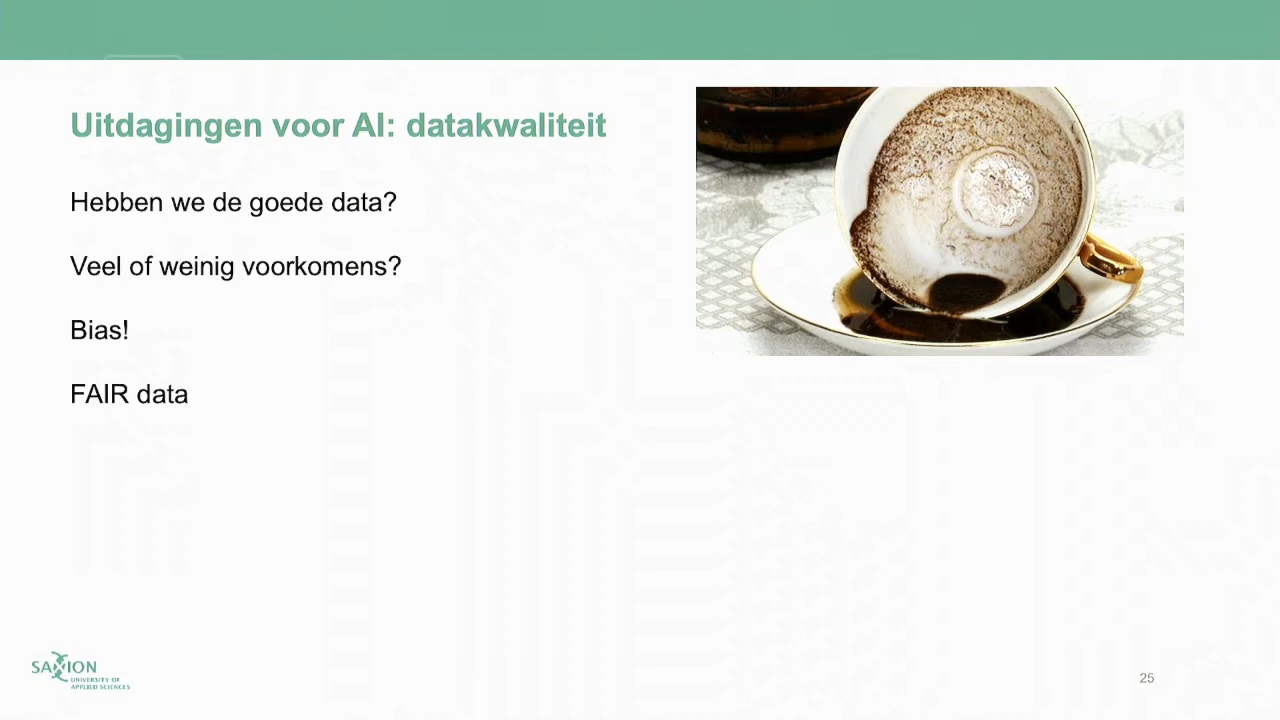 Uitdagingen voor AI: datakwaliteit
Hebben we de goede data?
Veel of weinig voorkomens?
Bias!
FAIR data
SAXION
UNIVERSITY OF
APPLIED SCIENCES
25